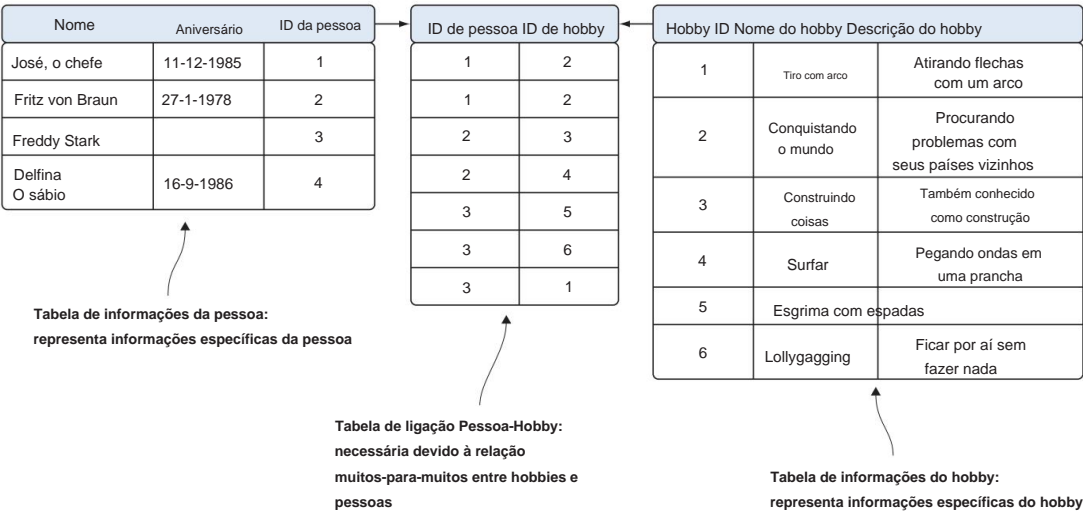 Nome Aniversário ID da pessoa
José, o chefe 11-12-1985 1
Fritz von Braun 27-1-1978 2
Freddy Stark 3
Delfina
O sábio 16-9-1986 4
Tabela de informações da pessoa:
representa informações específicas da pessoa
ID de pessoa ID de hobby
1 2
1 2
2 3
2 4
3 5
3 6
3 1
Tabela de ligação Pessoa-Hobby:
necessária devido à relação
muitos-para-muitos entre hobbies e
pessoas
Hobby ID Nome do hobby Descrição do hobby
1 Tiro com arco Atirando flechas
com um arco
2 Conquistando
o mundo
Procurando
problemas com
seus países vizinhos
3 Construindo
coisas
Também conhecido
como construção
4 Surfar Pegando ondas em
uma prancha
5 Esgrima com espadas
6 Lollygagging Ficar por aí sem
fazer nada
Tabela de informações do hobby:
representa informações específicas do hobby